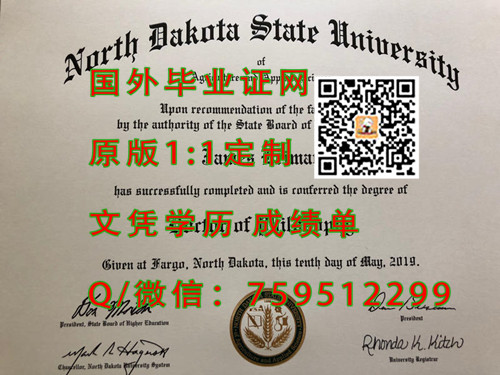 North Dakota State University
of
国外毕业证网
Upon recommendation of the
by the authority of the State Board of
原版1:1定制
has successfully completed and is conferred the degree of
文凭学历 成绩单
of
Given at Fargo, North Dakota, this tenth day of May, 2019.
Q/微信：759512299
President, State Board of Higher Education
President
Rhonda K. Kitch
University Registrar
Chancellor, North Dakota University System